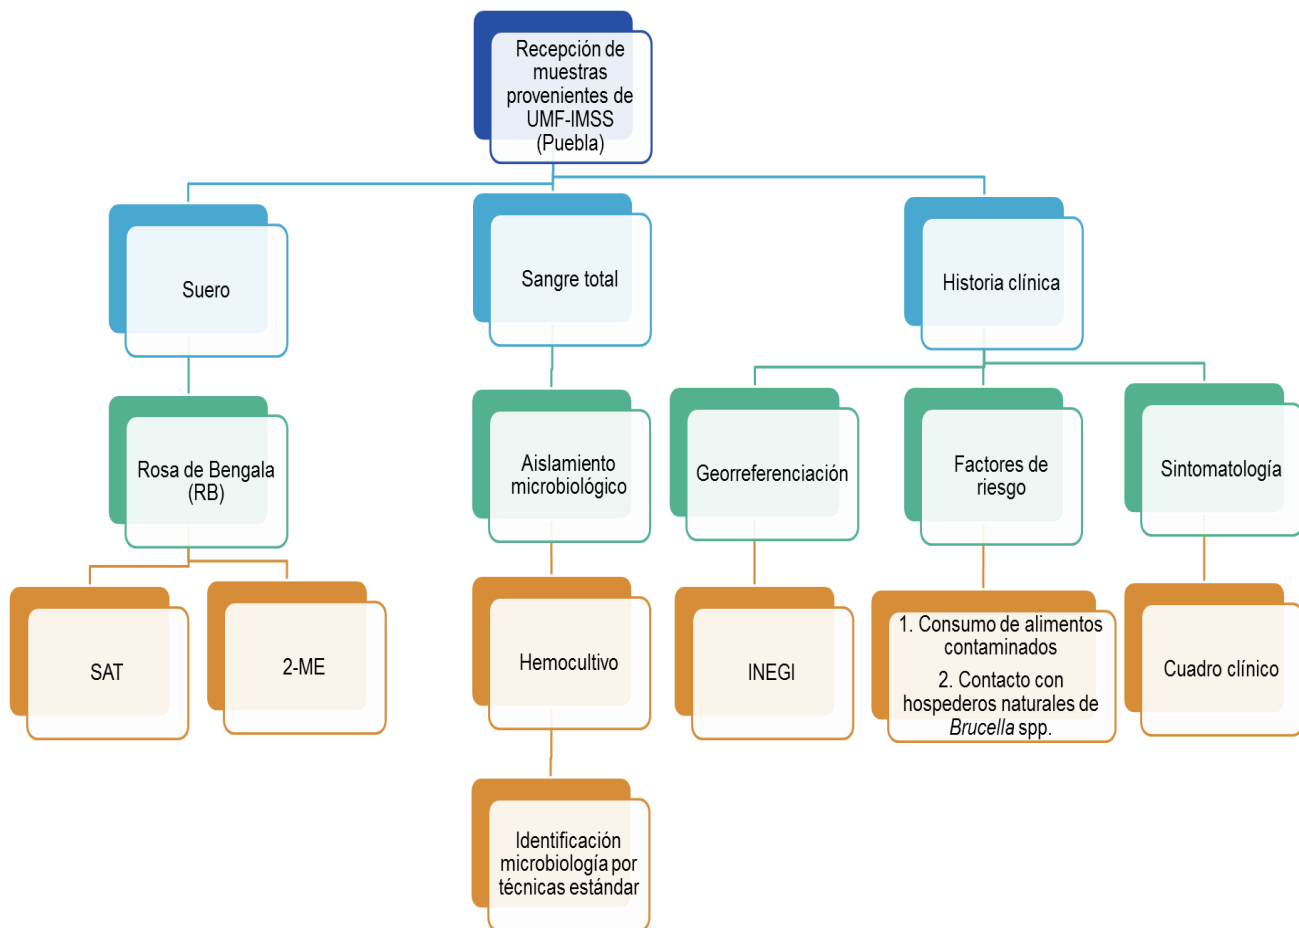 Recepción de
muestras
provenientes de
UMF-IMSS
(Puebla)
Suero
Sangre total
Historia clínica
Rosa de Bengala
(RB)
Aislamiento
microbiológico
Georreferenciación
Factores de
riesgo
Sintomatología
SAT
2-ME
Hemocultivo
INEGI
1. Consumo de alimentos
contaminados
2. Contacto con
hospederos naturales de
Brucella spp.
Cuadro clínico
Identificación
microbiología por
técnicas estándar